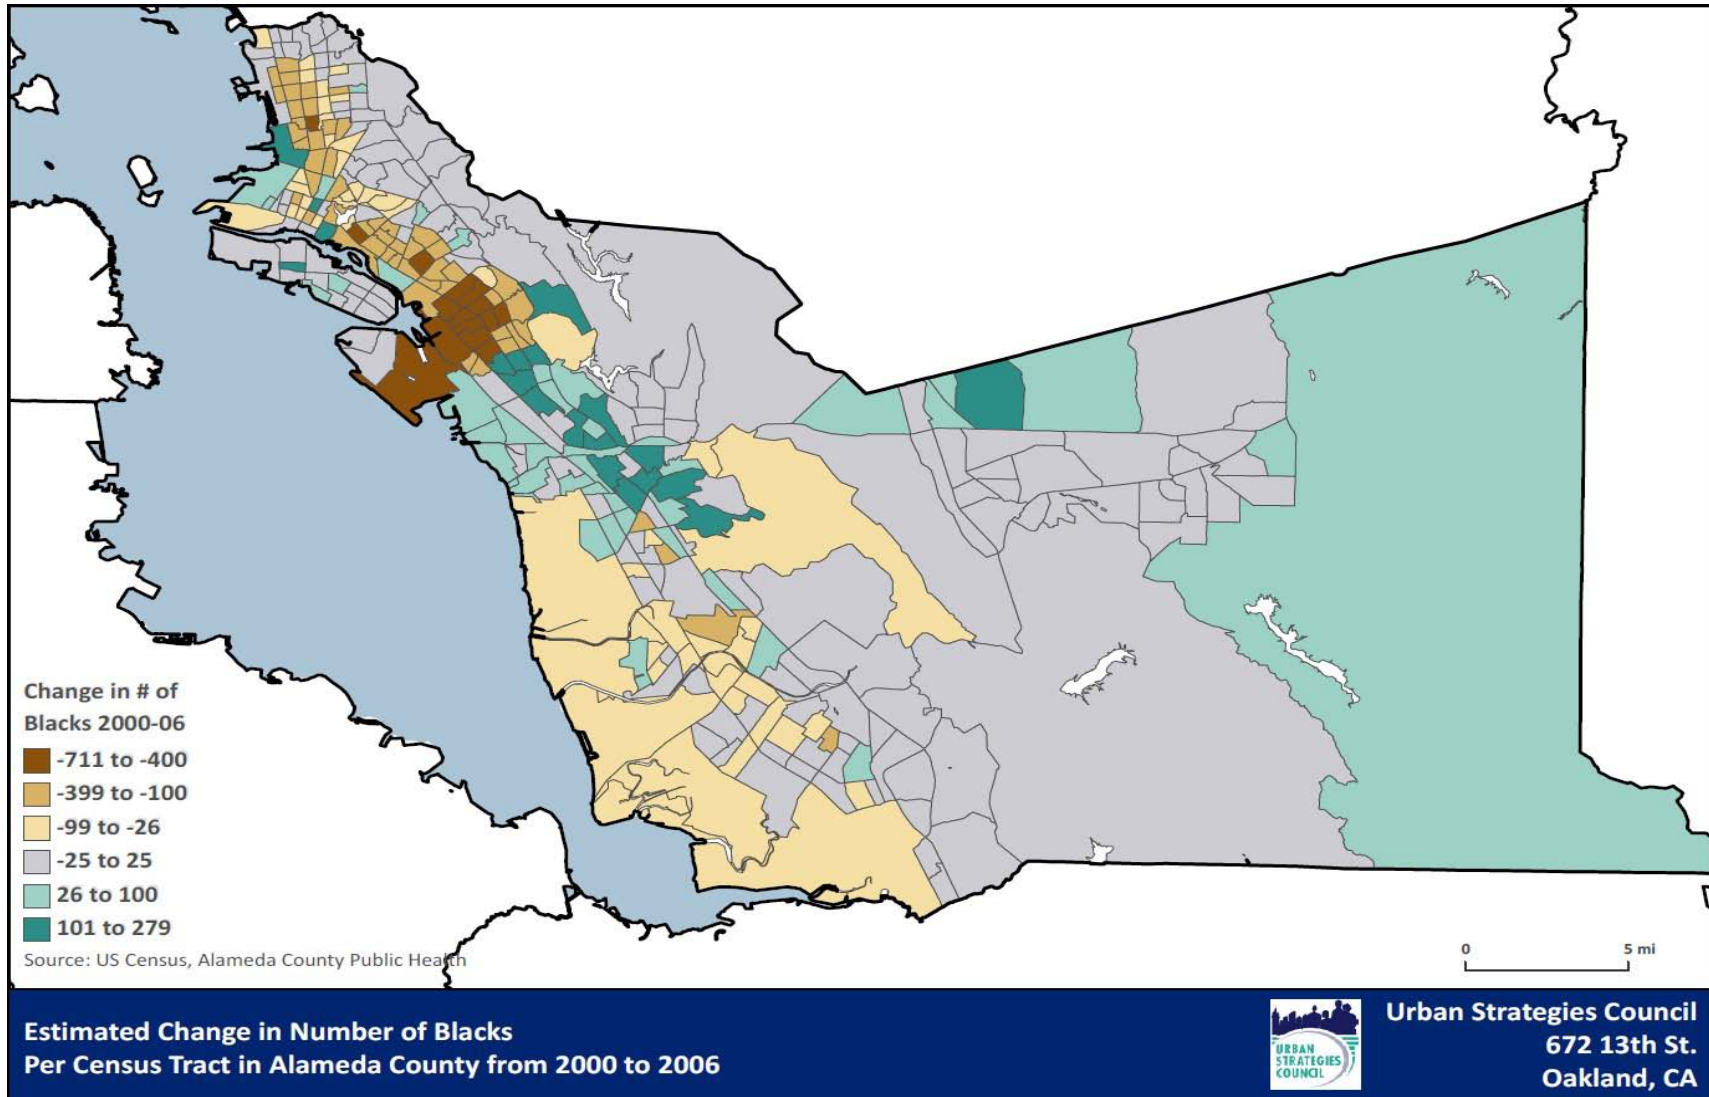 Change in # of
Blacks 2000-06
-711 to -400
-399 to -100
-99 to -26
-25 to 25
26 to 100
101 to 279
Source: US Census, Alameda County Public Health
0 5 mi
Estimated Change in Number of Blacks
Per Census Tract in Alameda County from 2000 to 2006
URBAN
STRATEGIES
COUNCIL
Urban Strategies Council
672 13th St.
Oakland, CA